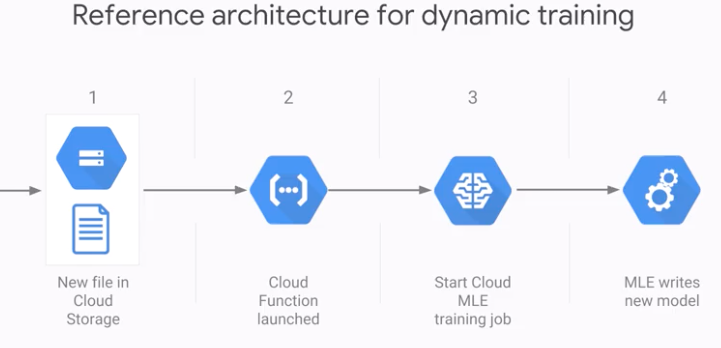 Reference architecture for dynamic training
1
2
3
4
New file in
Cloud
Storage
Cloud
Function
launched
Start Cloud
MLE
training job
MLE writes
new model